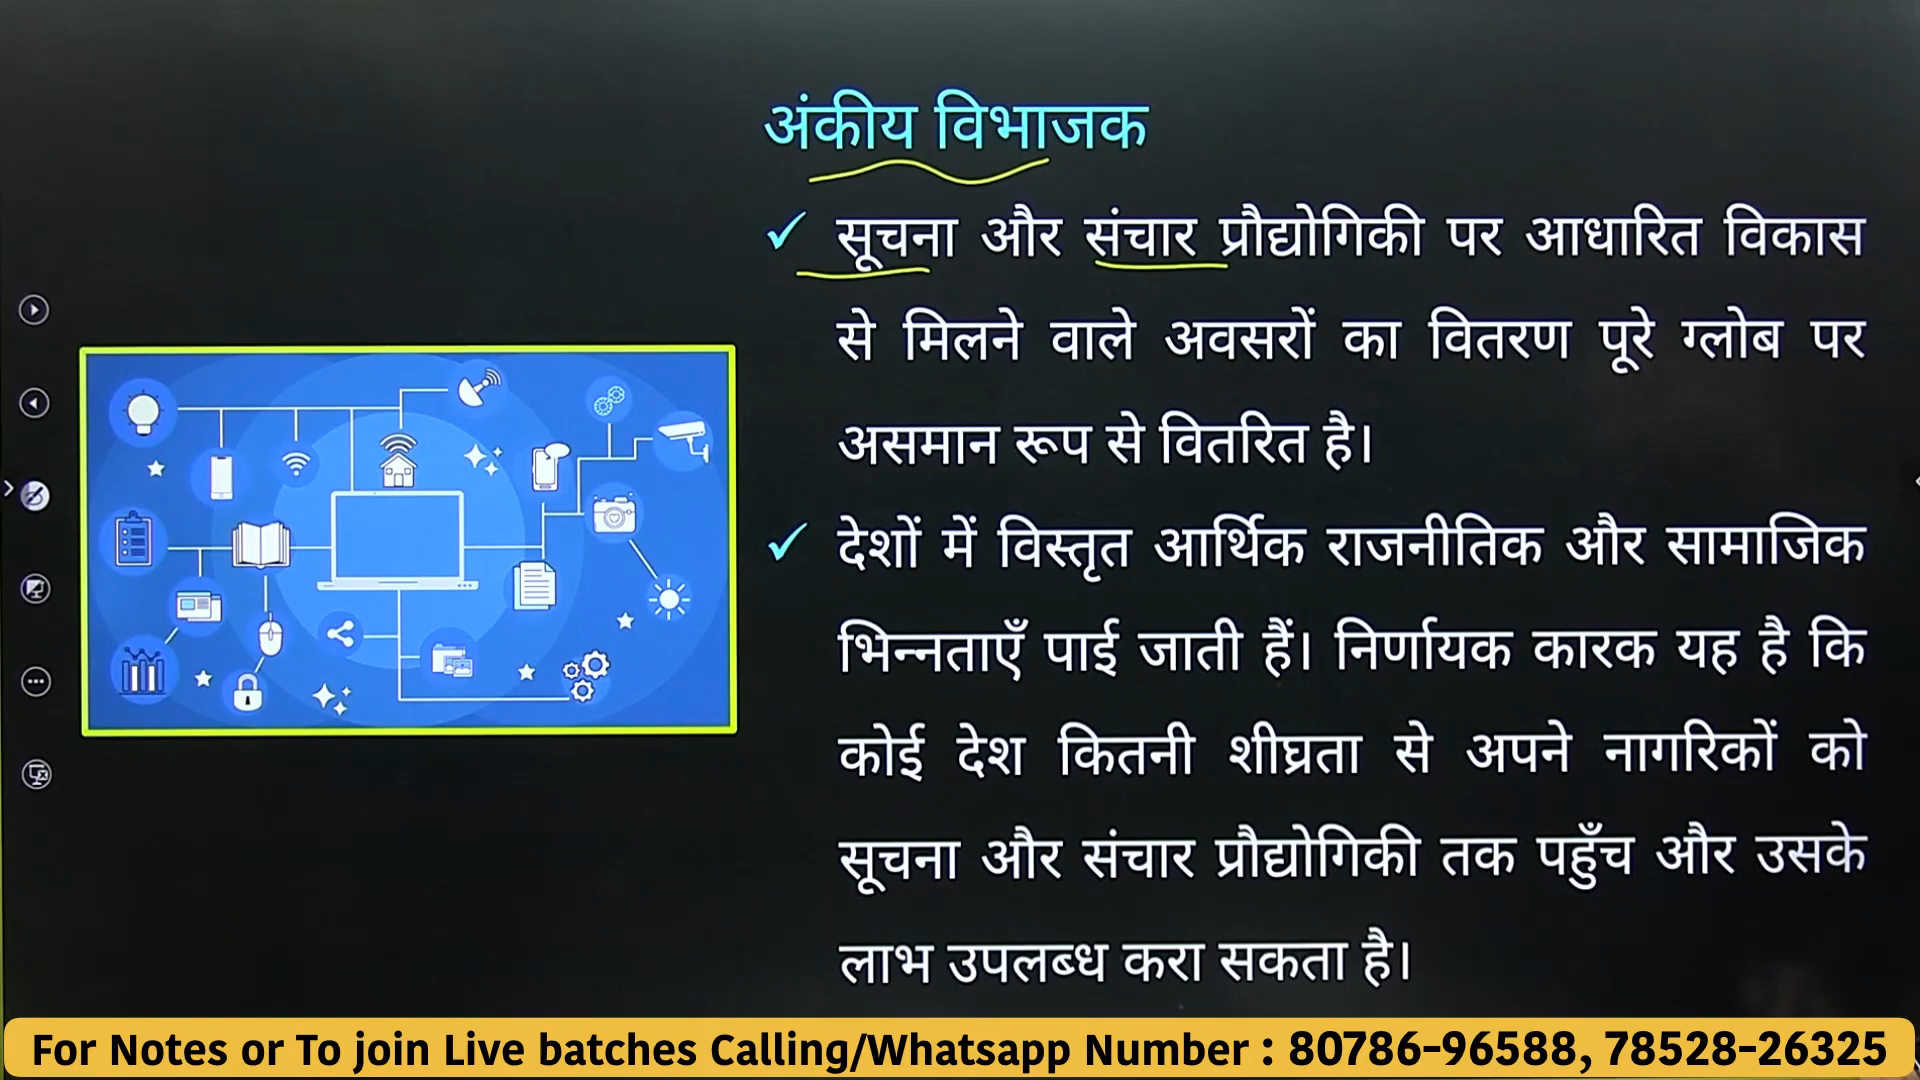 अंकीय विभाजक
✓ सूचना और संचार प्रौद्योगिकी पर आधारित विकास
से मिलने वाले अवसरों का वितरण पूरे ग्लोब पर
असमान रूप से वितरित है।
✓ देशों में विस्तृत आर्थिक राजनीतिक और सामाजिक
भिन्नताएँ पाई जाती हैं। निर्णायक कारक यह है कि
कोई देश कितनी शीघ्रता से अपने नागरिकों को
सूचना और संचार प्रौद्योगिकी तक पहुँच और उसके
लाभ उपलब्ध करा सकता है।
For Notes or To join Live batches Calling/Whatsapp Number : 80786-96588, 78528-26325